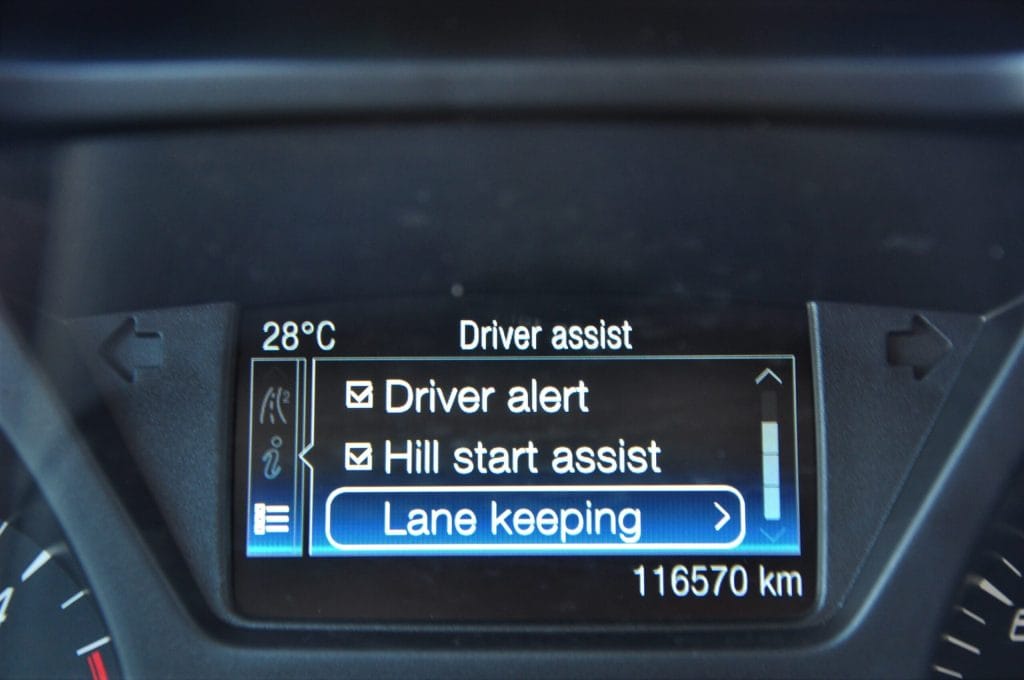 28°C Driver assist
Driver alert
Hill start assist
Lane keeping
116570 km